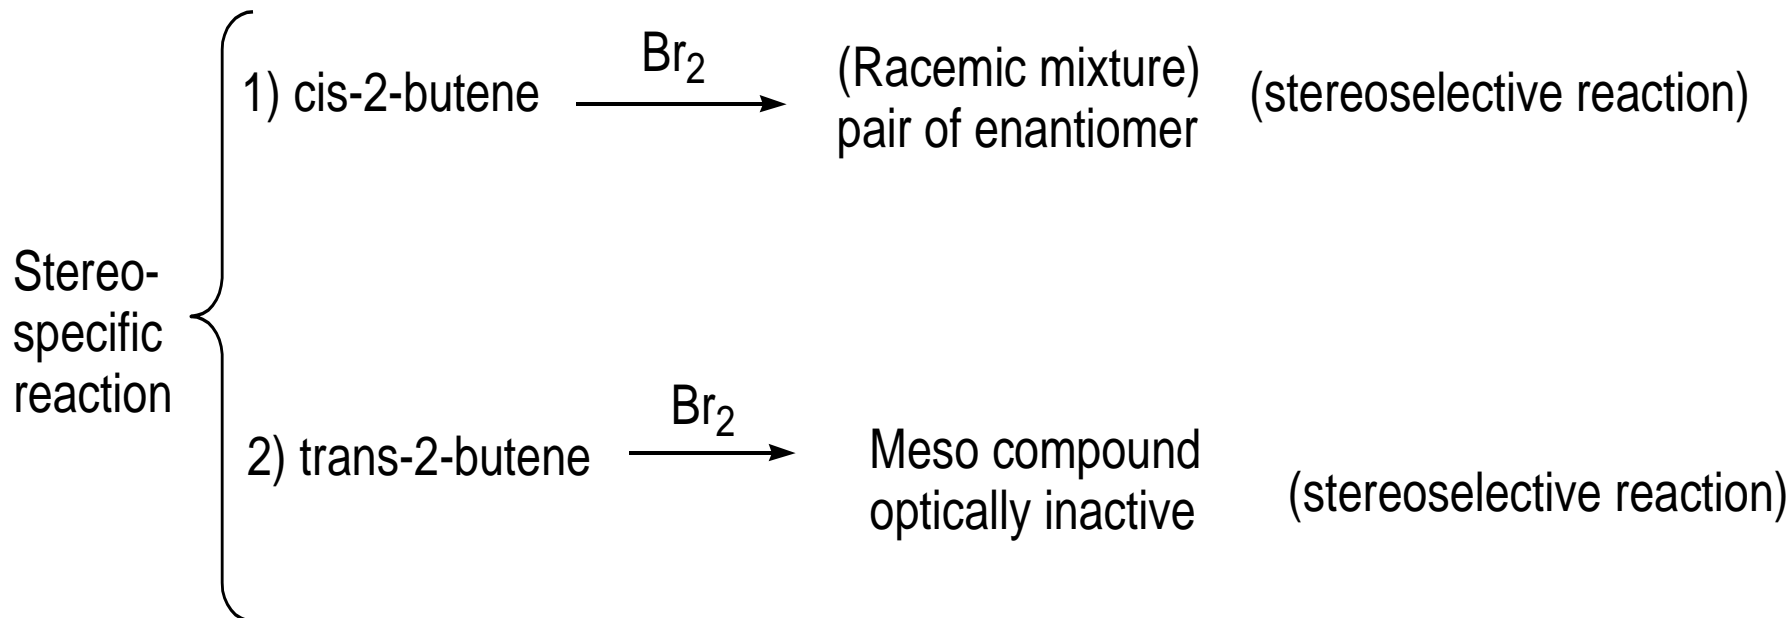 Stereo-
specific
reaction
1) cis-2-butene
Br2
(Racemic mixture)
pair of enantiomer
(stereoselective reaction)
2) trans-2-butene
Br2
Meso compound
optically inactive
(stereoselective reaction)